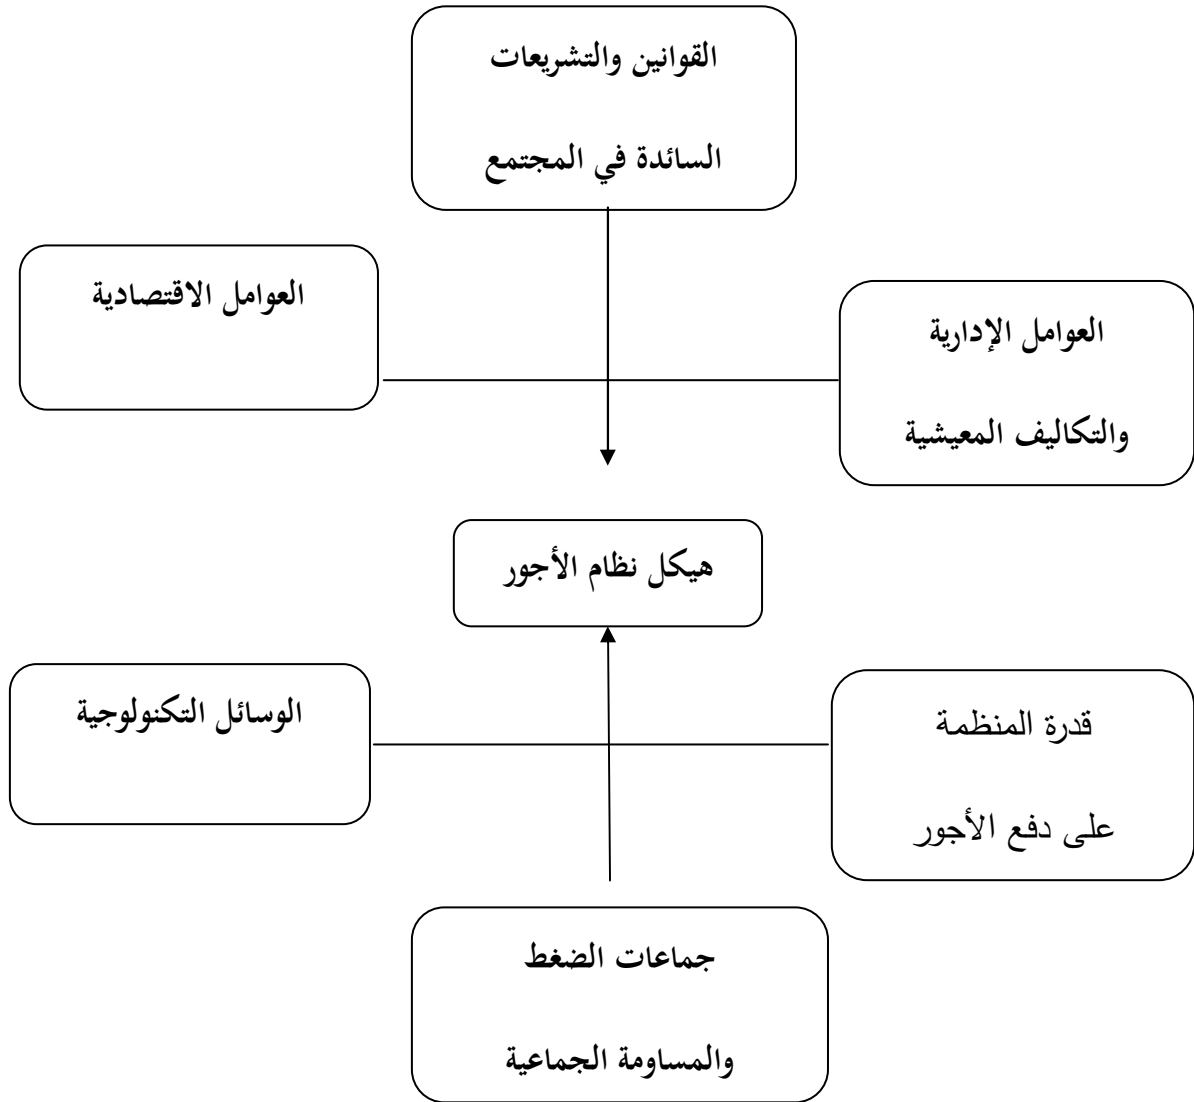 القوانين والتشريعات
السائدة في المجتمع
العوامل الإدارية
والتكاليف المعيشية
العوامل الاقتصادية
هيكل نظام الأجور
قدرة المنظمة
على دفع الأجور
الوسائل التكنولوجية
جماعات الضغط
والمساومة الجماعية